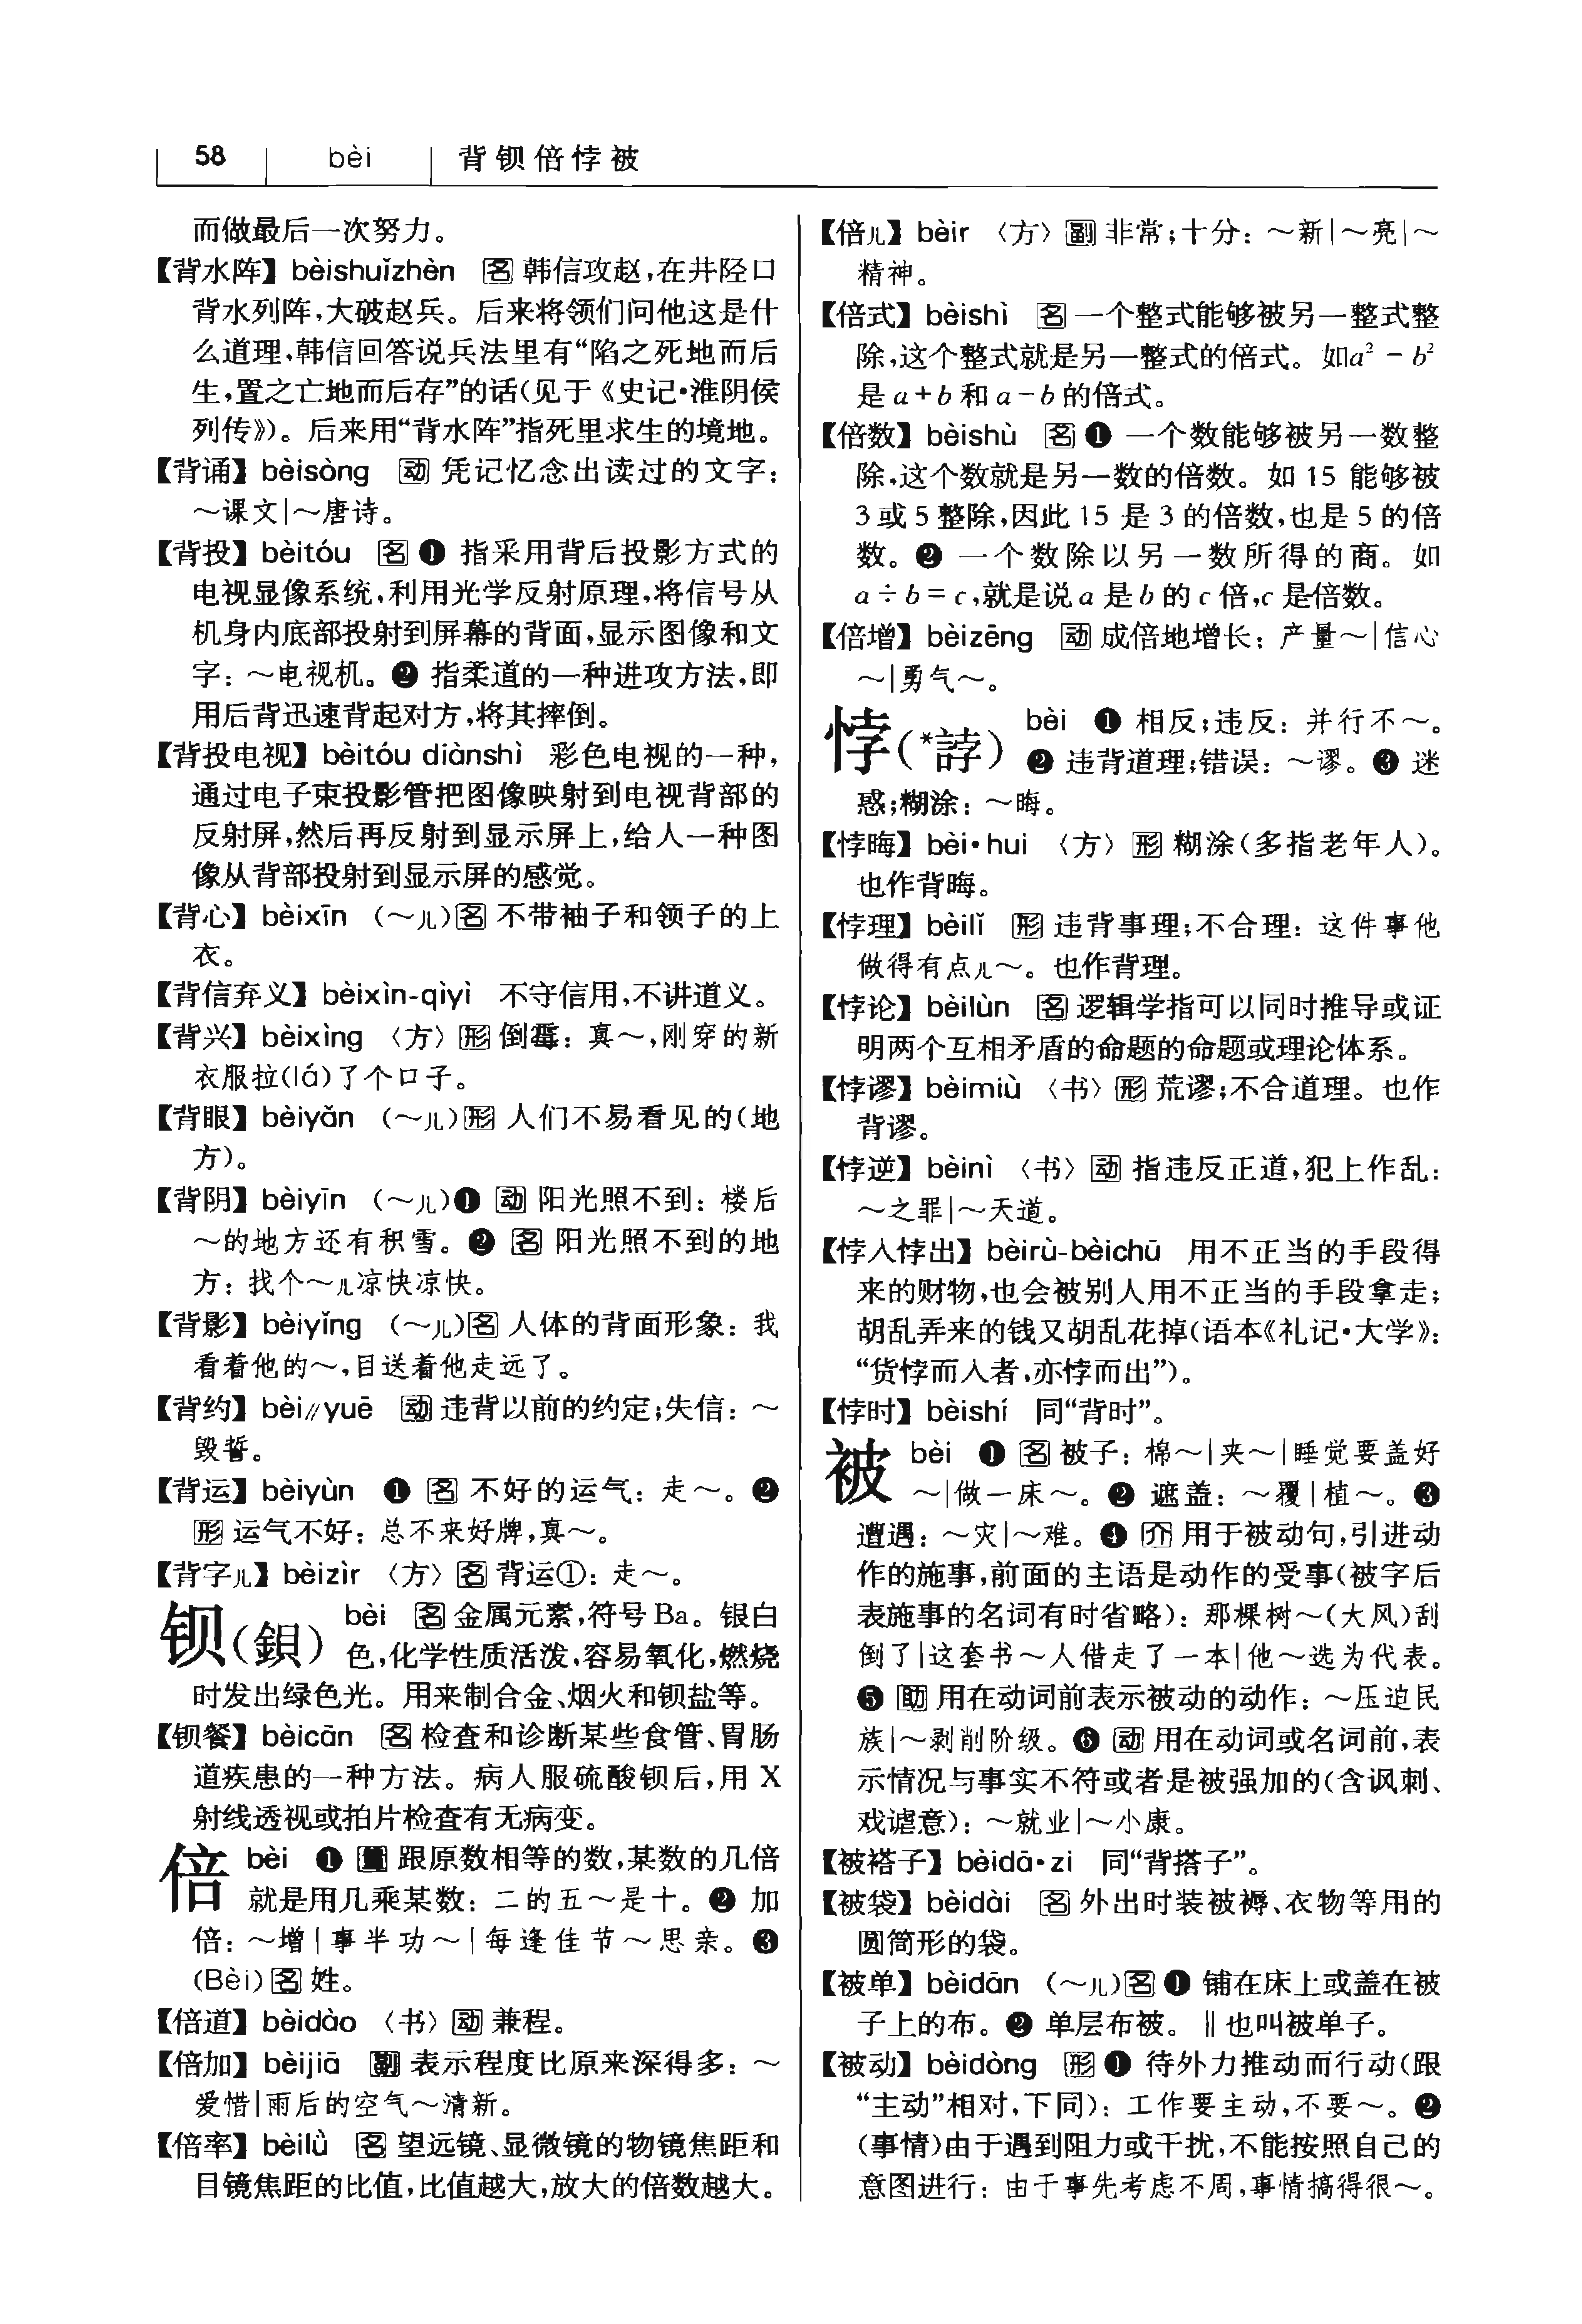 58 bèi 背钡倍悖被
而做最后一次努力。
【背水阵】bèishuǐzhèn 名 韩信攻赵,在井陉口
背水列阵,大破赵兵。后来将领们问他这是什
么道理,韩信回答说兵法里有“陷之死地而后
生,置之亡地而后存”的话(见于《史记·淮阴侯
列传》)。后来用“背水阵”指死里求生的境地。
【背诵】bèisòng 动 凭记忆念出读过的文字:
～课文|～唐诗。
【背投】bèitóu 名 ❶ 指采用背后投影方式的
电视显像系统,利用光学反射原理,将信号从
机身内底部投射到屏幕的背面,显示图像和文
字: ～电视机。❷ 指柔道的一种进攻方法,即
用后背迅速背起对方,将其摔倒。
【背投电视】bèitóu diànshì 彩色电视的一种,
通过电子束投影管把图像映射到电视背部的
反射屏,然后再反射到显示屏上,给人一种图
像从背部投射到显示屏的感觉。
【背心】bèixīn (～儿)名 不带袖子和领子的上
衣。
【背信弃义】bèixìn-qìyì 不守信用,不讲道义。
【背兴】bèixìng 〈方〉形 倒霉: 真～,刚穿的新
衣服拉(lá)了个口子。
【背眼】bèiyǎn (～儿)形 人们不易看见的(地
方)。
【背阴】bèiyīn (～儿)❶ 动 阳光照不到: 楼后
～的地方还有积雪。❷ 名 阳光照不到的地
方: 找个～儿凉快凉快。
【背影】bèiyǐng (～儿)名 人体的背面形象: 我
看着他的～,目送着他走远了。
【背约】bèi∥yuē 动 违背以前的约定;失信: ～
毁誓。
【背运】bèiyùn ❶ 名 不好的运气: 走～。❷
形 运气不好: 总不来好牌,真～。
【背字儿】bèizìr 〈方〉名 背运①: 走～。
钡(鋇) bèi 名 金属元素,符号 Ba。银白
色,化学性质活泼,容易氧化,燃烧
时发出绿色光。用来制合金、烟火和钡盐等。
【钡餐】bèicān 名 检查和诊断某些食管、胃肠
道疾患的一种方法。病人服硫酸钡后,用 X
射线透视或拍片检查有无病变。
倍 bèi ❶ 量 跟原数相等的数,某数的几倍
就是用几乘某数: 二的五～是十。❷ 加
倍: ～增|事半功～|每逢佳节～思亲。❸
(Bèi)名 姓。
【倍道】bèidào 〈书〉动 兼程。
【倍加】bèijiā 副 表示程度比原来深得多: ～
爱惜|雨后的空气～清新。
【倍率】bèilǜ 名 望远镜、显微镜的物镜焦距和
目镜焦距的比值,比值越大,放大的倍数越大。
【倍儿】bèir 〈方〉副 非常;十分: ～新|～亮|～
精神。
【倍式】bèishì 名 一个整式能够被另一整式整
除,这个整式就是另一整式的倍式。如a² − b²
是 a+b 和 a−b 的倍式。
【倍数】bèishù 名 ❶ 一个数能够被另一数整
除,这个数就是另一数的倍数。如 15 能够被
3 或 5 整除,因此 15 是 3 的倍数,也是 5 的倍
数。❷ 一个数除以另一数所得的商。如
a÷b=c,就是说 a 是 b 的 c 倍,c 是倍数。
【倍增】bèizēng 动 成倍地增长: 产量～|信心
～|勇气～。
悖(*誖) bèi ❶ 相反;违反: 并行不～。
❷ 违背道理;错误: ～谬。❸ 迷
惑;糊涂: ～晦。
【悖晦】bèi·hui 〈方〉形 糊涂(多指老年人)。
也作背晦。
【悖理】bèilǐ 形 违背事理;不合理: 这件事他
做得有点儿～。也作背理。
【悖论】bèilùn 名 逻辑学指可以同时推导或证
明两个互相矛盾的命题的命题或理论体系。
【悖谬】bèimiù 〈书〉形 荒谬;不合道理。也作
背谬。
【悖逆】bèinì 〈书〉动 指违反正道,犯上作乱:
～之罪|～天道。
【悖入悖出】bèirù-bèichū 用不正当的手段得
来的财物,也会被别人用不正当的手段拿走;
胡乱弄来的钱又胡乱花掉(语本《礼记·大学》:
“货悖而入者,亦悖而出”)。
【悖时】bèishí 同“背时”。
被 bèi ❶ 名 被子: 棉～|夹～|睡觉要盖好
～|做一床～。❷ 遮盖: ～覆|植～。❸
遭遇: ～灾|～难。❹ 介 用于被动句,引进动
作的施事,前面的主语是动作的受事(被字后
表施事的名词有时省略): 那棵树～(大风)刮
倒了|这套书～人借走了一本|他～选为代表。
❺ 助 用在动词前表示被动的动作: ～压迫民
族|～剥削阶级。❻ 动 用在动词或名词前,表
示情况与事实不符或者是被强加的(含讽刺、
戏谑意): ～就业|～小康。
【被褡子】bèidā·zi 同“背搭子”。
【被袋】bèidài 名 外出时装被褥、衣物等用的
圆筒形的袋。
【被单】bèidān (～儿)名 ❶ 铺在床上或盖在被
子上的布。❷ 单层布被。‖也叫被单子。
【被动】bèidòng 形 ❶ 待外力推动而行动(跟
“主动”相对,下同): 工作要主动,不要～。❷
(事情)由于遇到阻力或干扰,不能按照自己的
意图进行: 由于事先考虑不周,事情搞得很～。